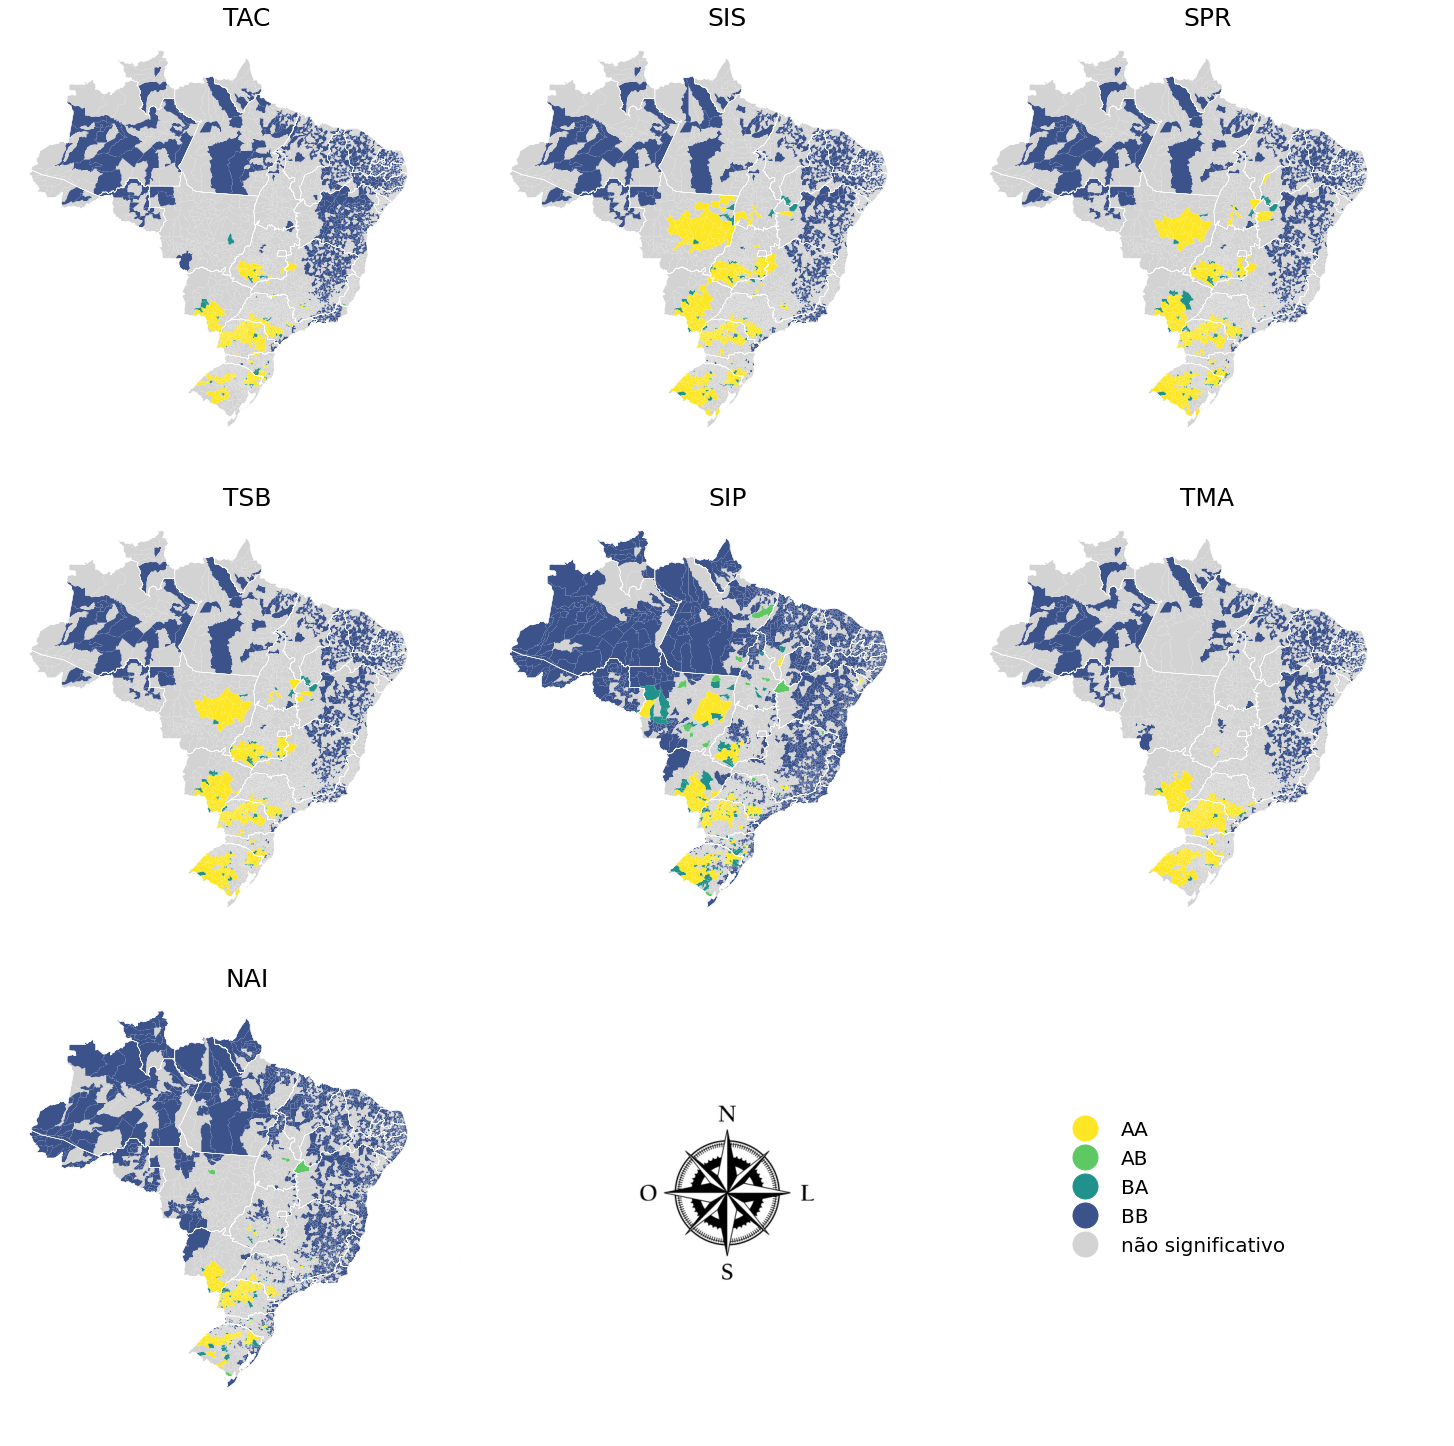 TAC
SIS
SPR
TSB
SIP
TMA
NAI
N
O
L
S
AA
AB
BA
BB
não significativo